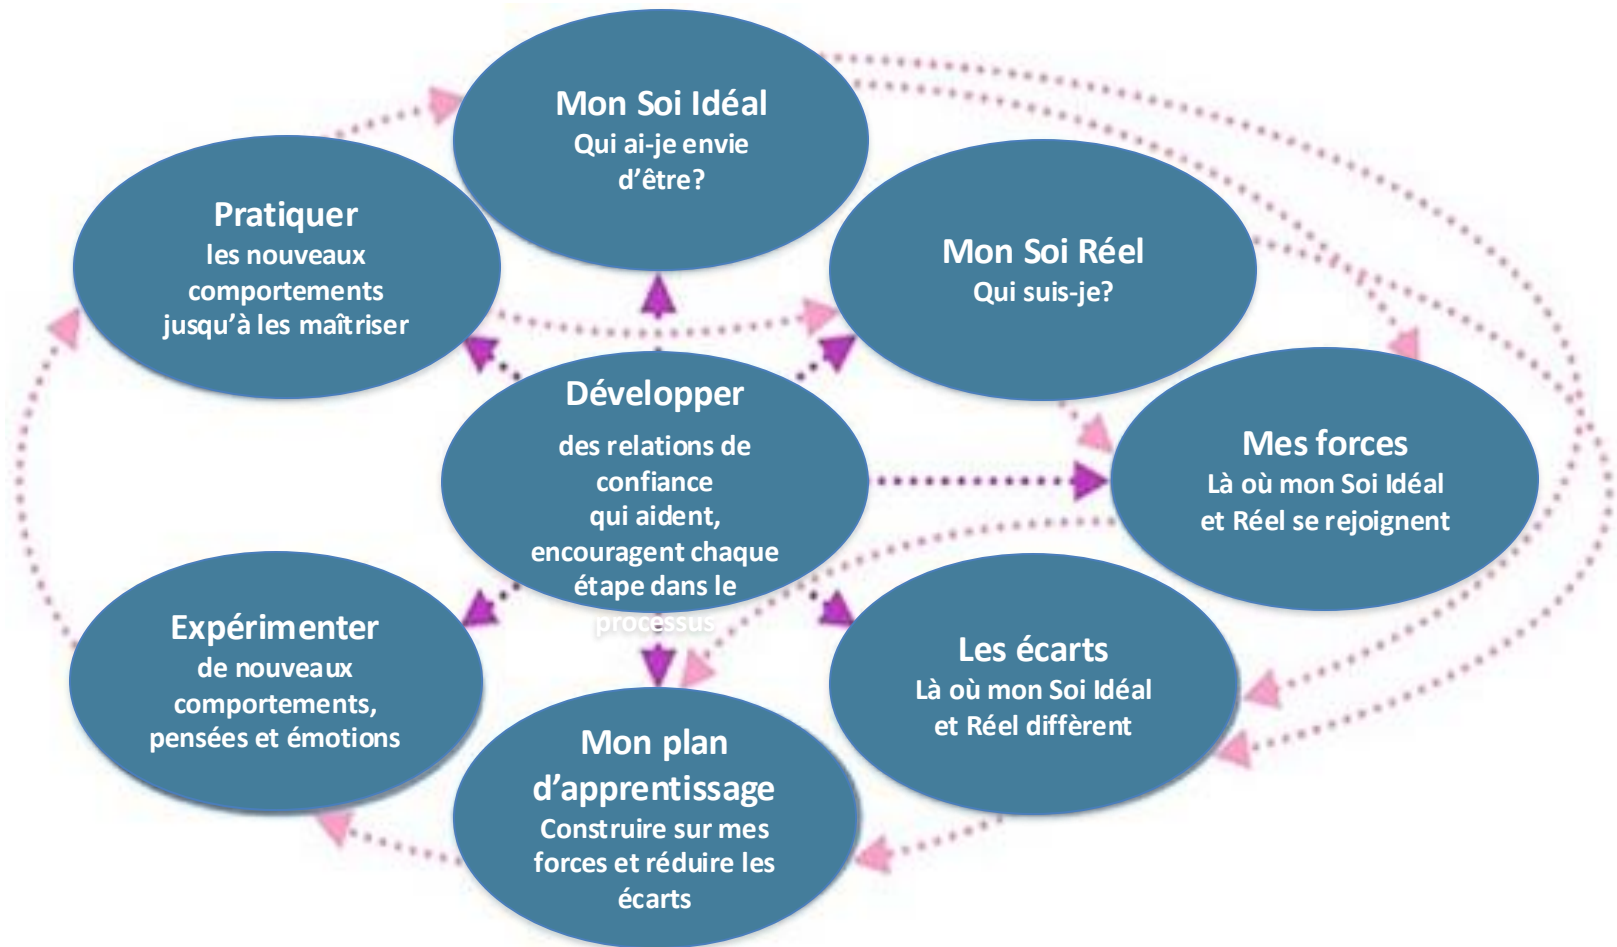 Mon Soi Idéal
Qui ai-je envie
d’être?
Pratiquer
les nouveaux
comportements
jusqu’à les maîtriser
Mon Soi Réel
Qui suis-je?
Développer
des relations de
confiance
qui aident,
encouragent chaque
étape dans le
processus
Mes forces
Là où mon Soi Idéal
et Réel se rejoignent
Expérimenter
de nouveaux
comportements,
pensées et émotions
Les écarts
Là où mon Soi Idéal
et Réel diffèrent
Mon plan
d’apprentissage
Construire sur mes
forces et réduire les
écarts